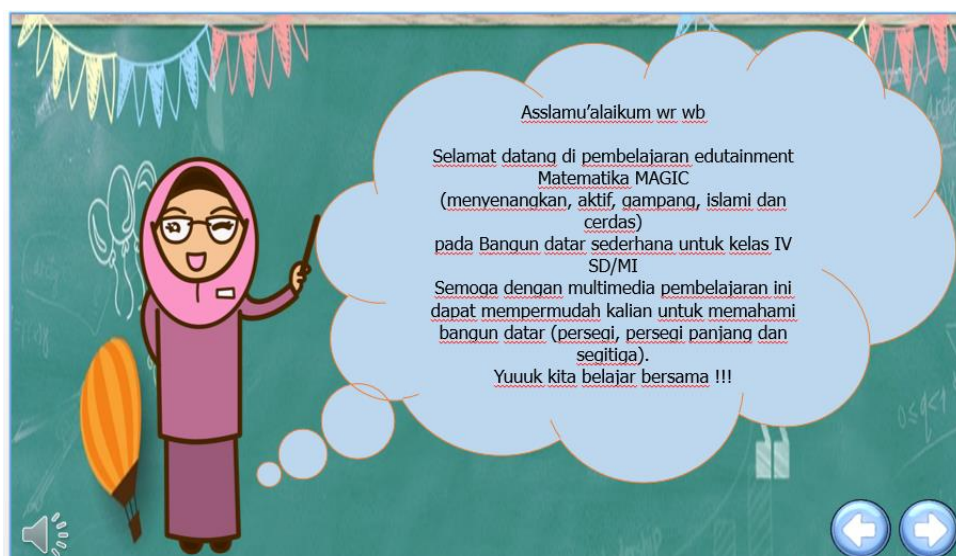 Asslamu’alaikum wr wb
Selamat datang di pembelajaran edutainment
Matematika MAGIC
(menyenangkan, aktif, gampang, islami dan
cerdas)
pada Bangun datar sederhana untuk kelas IV
SD/MI
Semoga dengan multimedia pembelajaran ini
dapat mempermudah kalian untuk memahami
bangun datar (persegi, persegi panjang dan
segitiga).
Yuuuk kita belajar bersama !!!